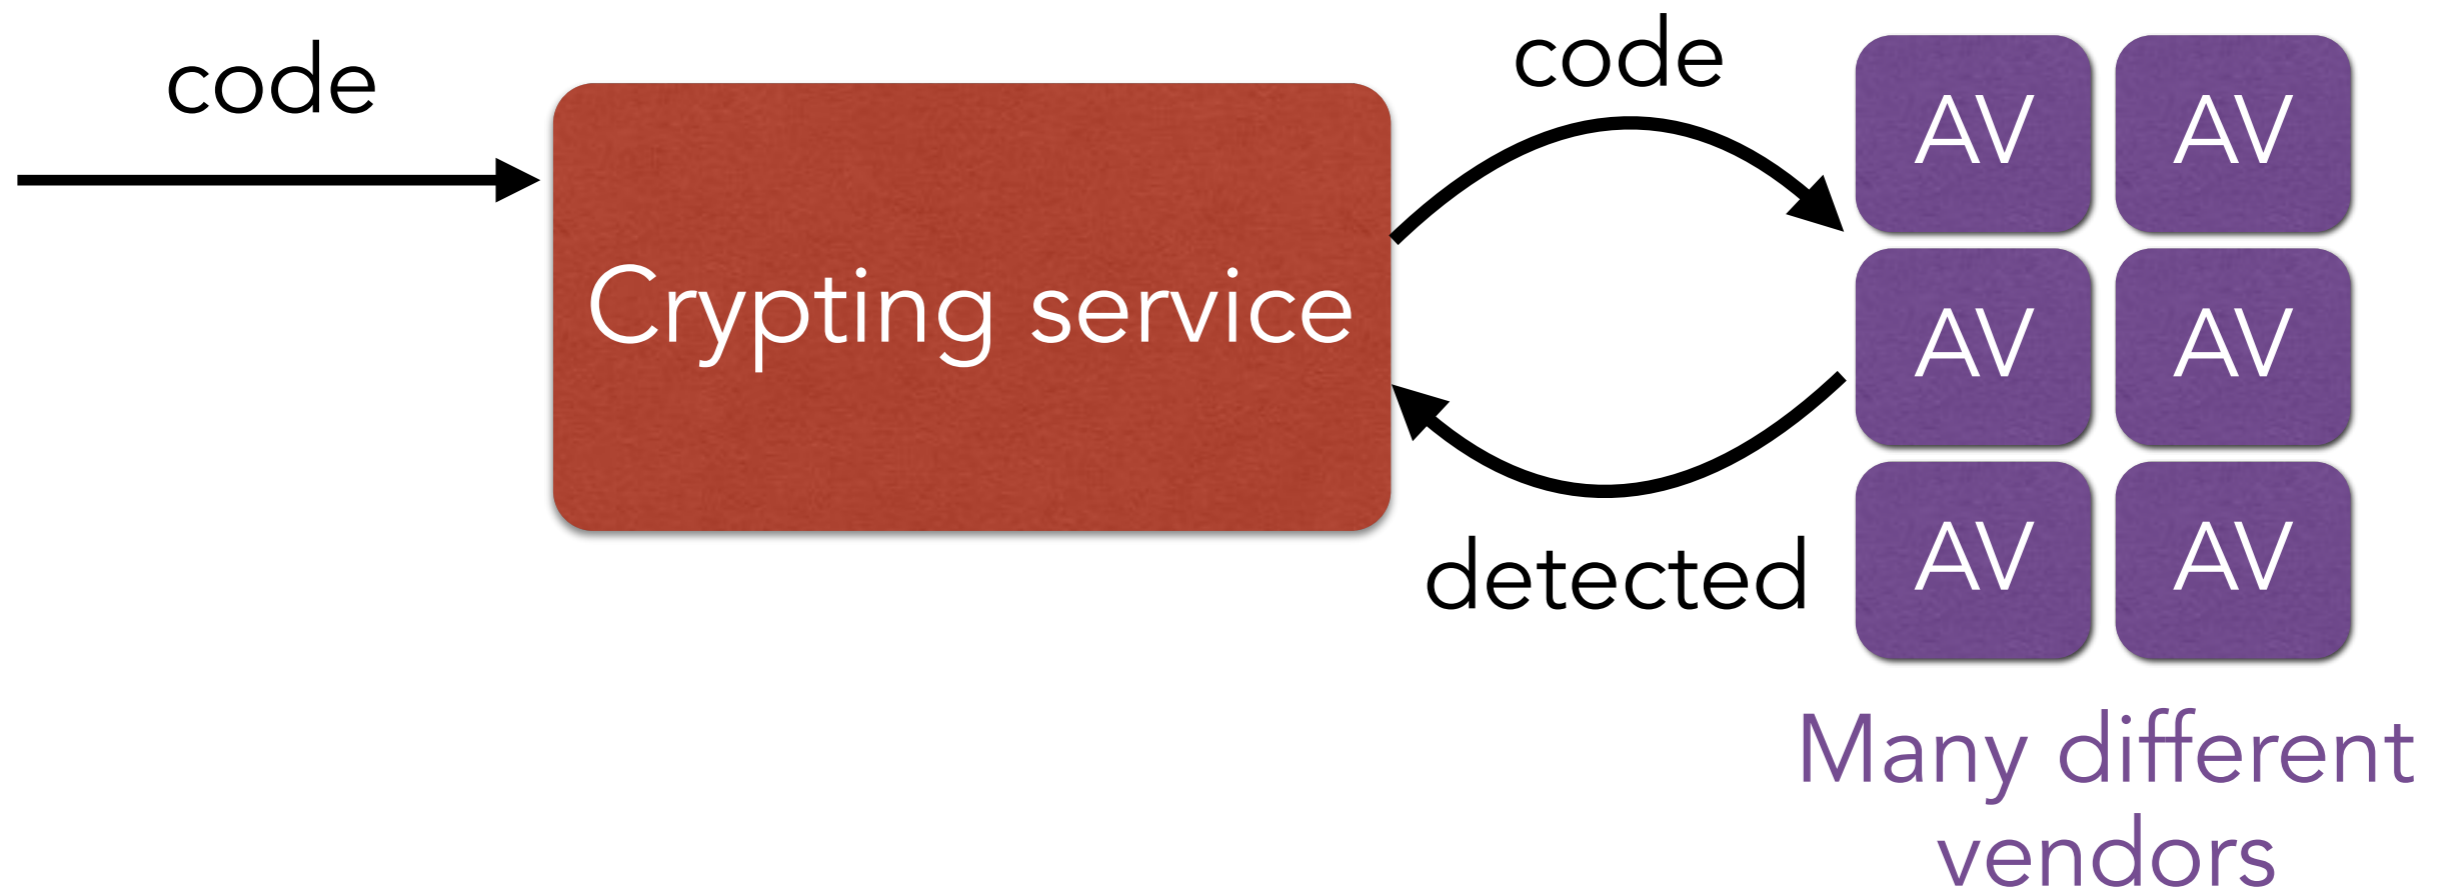 code
Crypting service
code
detected
AV AV
AV AV
AV AV
Many different
vendors